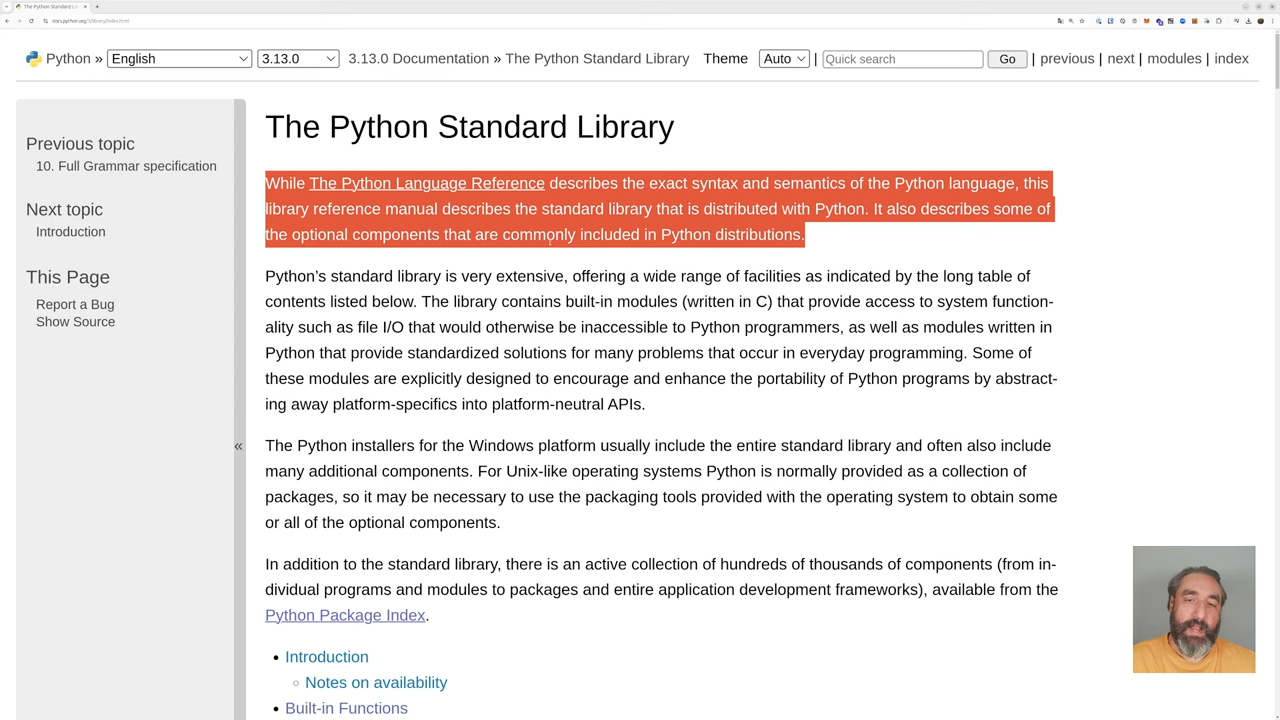 The Python Standard Li
docs.python.org/3/library/index.html
Python » English 3.13.0 3.13.0 Documentation » The Python Standard Library Theme Auto | Quick search Go | previous | next | modules | index
Previous topic
10. Full Grammar specification
Next topic
Introduction
This Page
Report a Bug
Show Source
«
The Python Standard Library
While The Python Language Reference describes the exact syntax and semantics of the Python language, this
library reference manual describes the standard library that is distributed with Python. It also describes some of
the optional components that are commonly included in Python distributions.
Python’s standard library is very extensive, offering a wide range of facilities as indicated by the long table of
contents listed below. The library contains built-in modules (written in C) that provide access to system function-
ality such as file I/O that would otherwise be inaccessible to Python programmers, as well as modules written in
Python that provide standardized solutions for many problems that occur in everyday programming. Some of
these modules are explicitly designed to encourage and enhance the portability of Python programs by abstract-
ing away platform-specifics into platform-neutral APIs.
The Python installers for the Windows platform usually include the entire standard library and often also include
many additional components. For Unix-like operating systems Python is normally provided as a collection of
packages, so it may be necessary to use the packaging tools provided with the operating system to obtain some
or all of the optional components.
In addition to the standard library, there is an active collection of hundreds of thousands of components (from in-
dividual programs and modules to packages and entire application development frameworks), available from the
Python Package Index.
• Introduction
◦ Notes on availability
• Built-in Functions